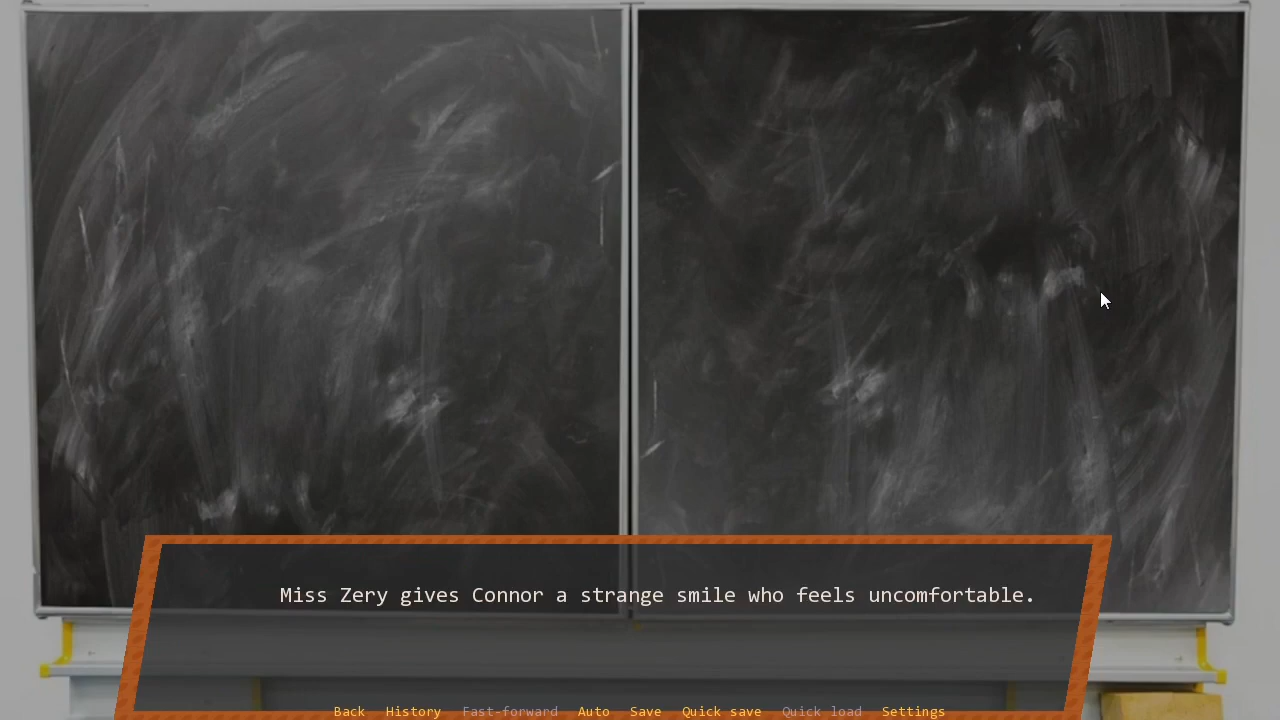 Miss Zery gives Connor a strange smile who feels uncomfortable.
Back History Fast-forward Auto Save Quick save Quick load Settings